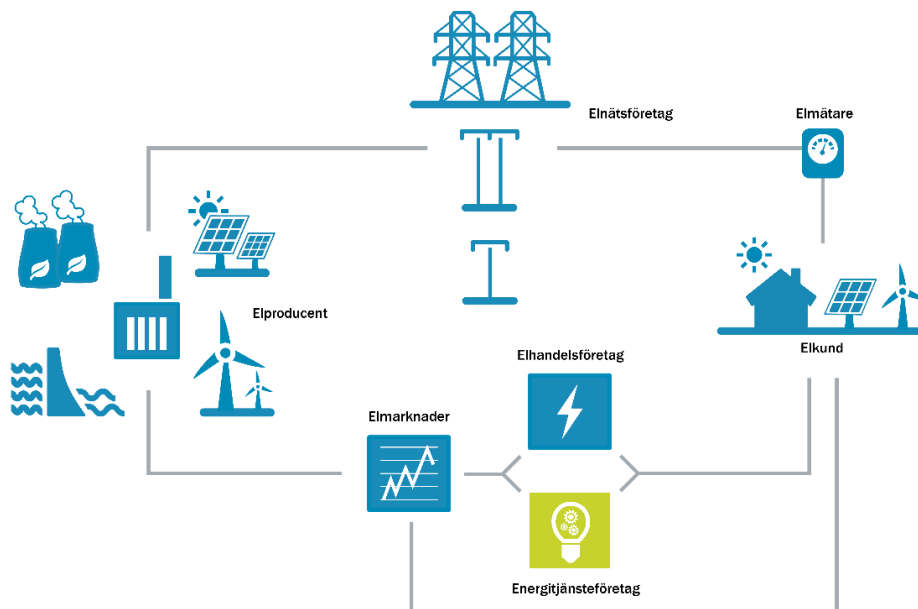 Elnätsföretag
Elmätare
Elproducent
Elkund
Elhandelsföretag
Elmarknader
Energitjänsteföretag